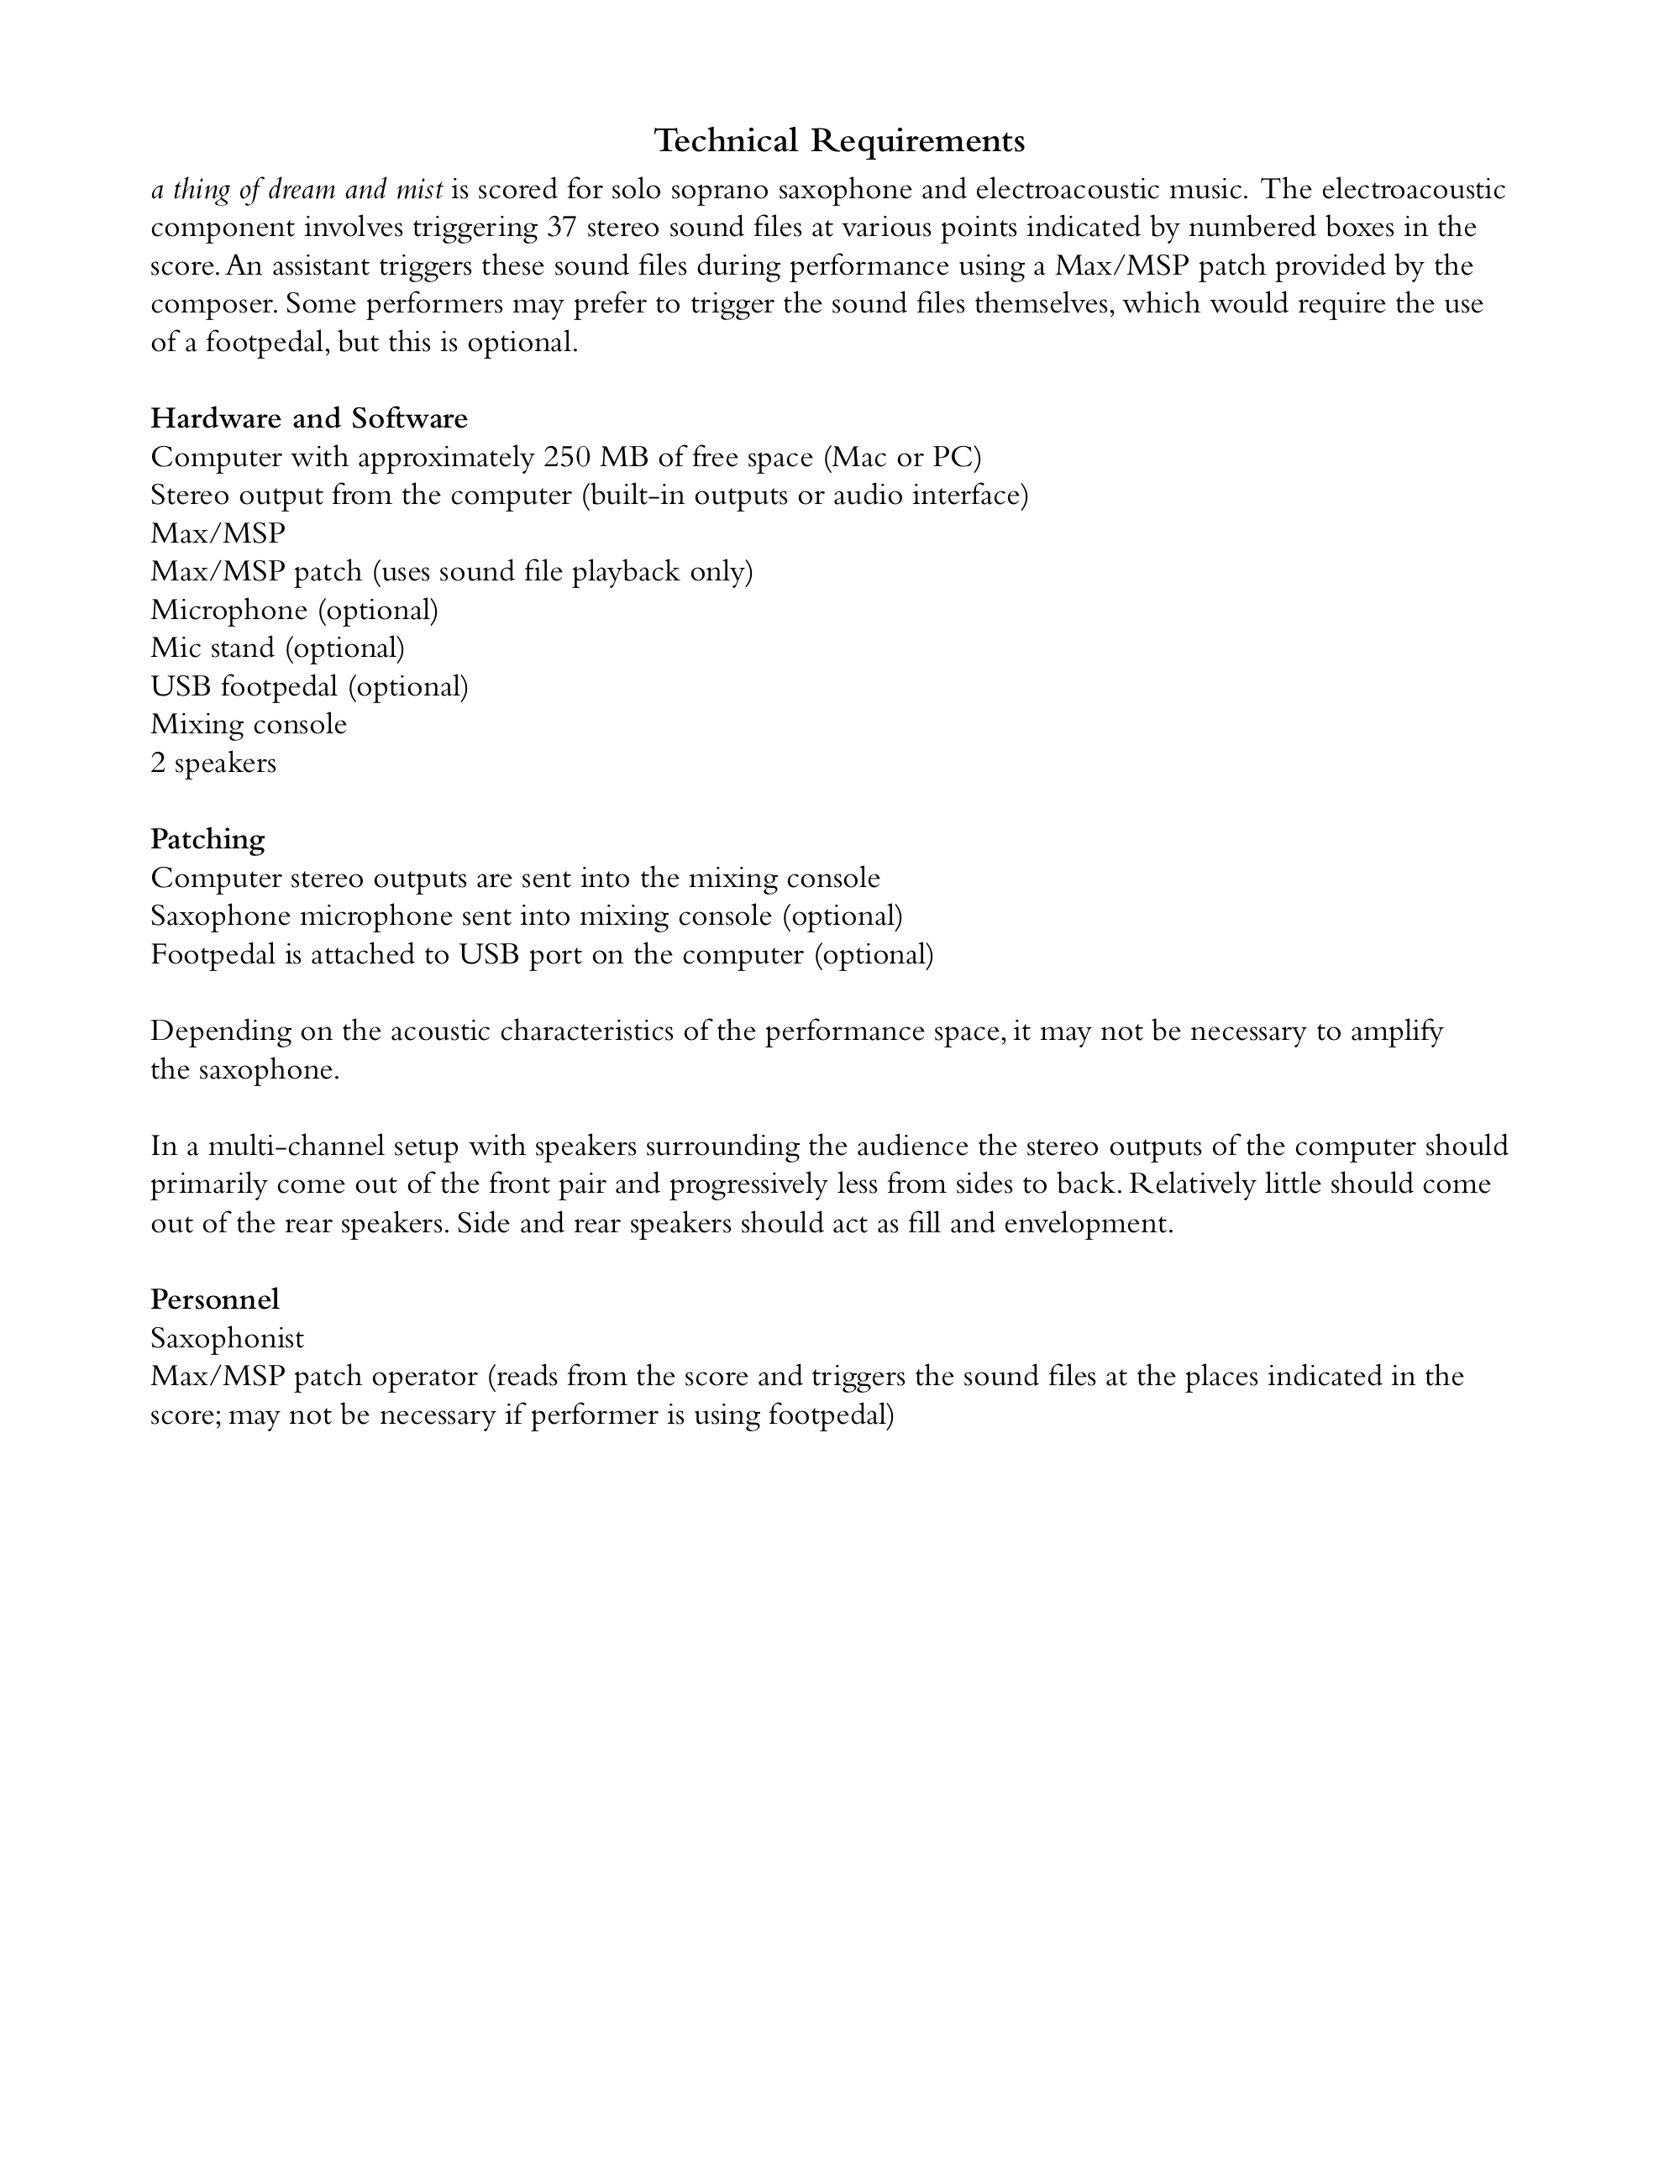 Technical Requirements
a thing of dream and mist is scored for solo soprano saxophone and electroacoustic music. The electroacoustic
component involves triggering 37 stereo sound files at various points indicated by numbered boxes in the
score. An assistant triggers these sound files during performance using a Max/MSP patch provided by the
composer. Some performers may prefer to trigger the sound files themselves, which would require the use
of a footpedal, but this is optional.
Hardware and Software
Computer with approximately 250 MB of free space (Mac or PC)
Stereo output from the computer (built-in outputs or audio interface)
Max/MSP
Max/MSP patch (uses sound file playback only)
Microphone (optional)
Mic stand (optional)
USB footpedal (optional)
Mixing console
2 speakers
Patching
Computer stereo outputs are sent into the mixing console
Saxophone microphone sent into mixing console (optional)
Footpedal is attached to USB port on the computer (optional)
Depending on the acoustic characteristics of the performance space, it may not be necessary to amplify
the saxophone.
In a multi-channel setup with speakers surrounding the audience the stereo outputs of the computer should
primarily come out of the front pair and progressively less from sides to back. Relatively little should come
out of the rear speakers. Side and rear speakers should act as fill and envelopment.
Personnel
Saxophonist
Max/MSP patch operator (reads from the score and triggers the sound files at the places indicated in the
score; may not be necessary if performer is using footpedal)